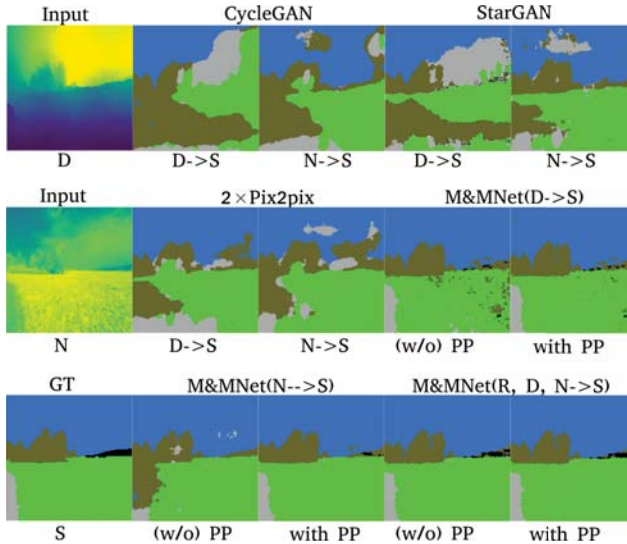 Input CycleGAN StarGAN
D D->S N->S D->S N->S
Input 2×Pix2pix M&MNet(D->S)
N D->S N->S (w/o) PP with PP
GT M&MNet(N-->S) M&MNet(R, D, N->S)
S (w/o) PP with PP (w/o) PP with PP